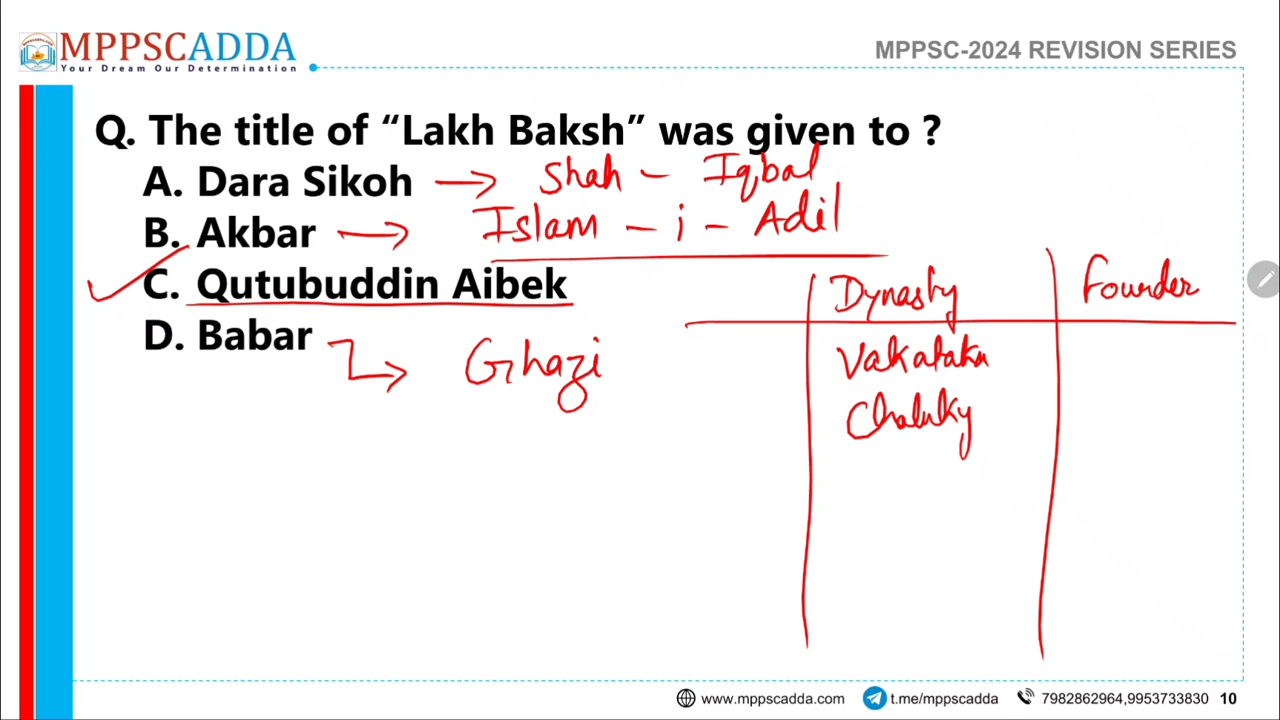 MPPSCADDA
Your Dream Our Determination
MPPSC-2024 REVISION SERIES
Q. The title of “Lakh Baksh” was given to ?
A. Dara Sikoh → Shah - Iqbal
B. Akbar → Islam - i - Adil
C. Qutubuddin Aibek
D. Babar → Ghazi
Dynasty Founder
Vakataka
Chaluky
www.mppscadda.com t.me/mppscadda 7982862964,9953733830 10